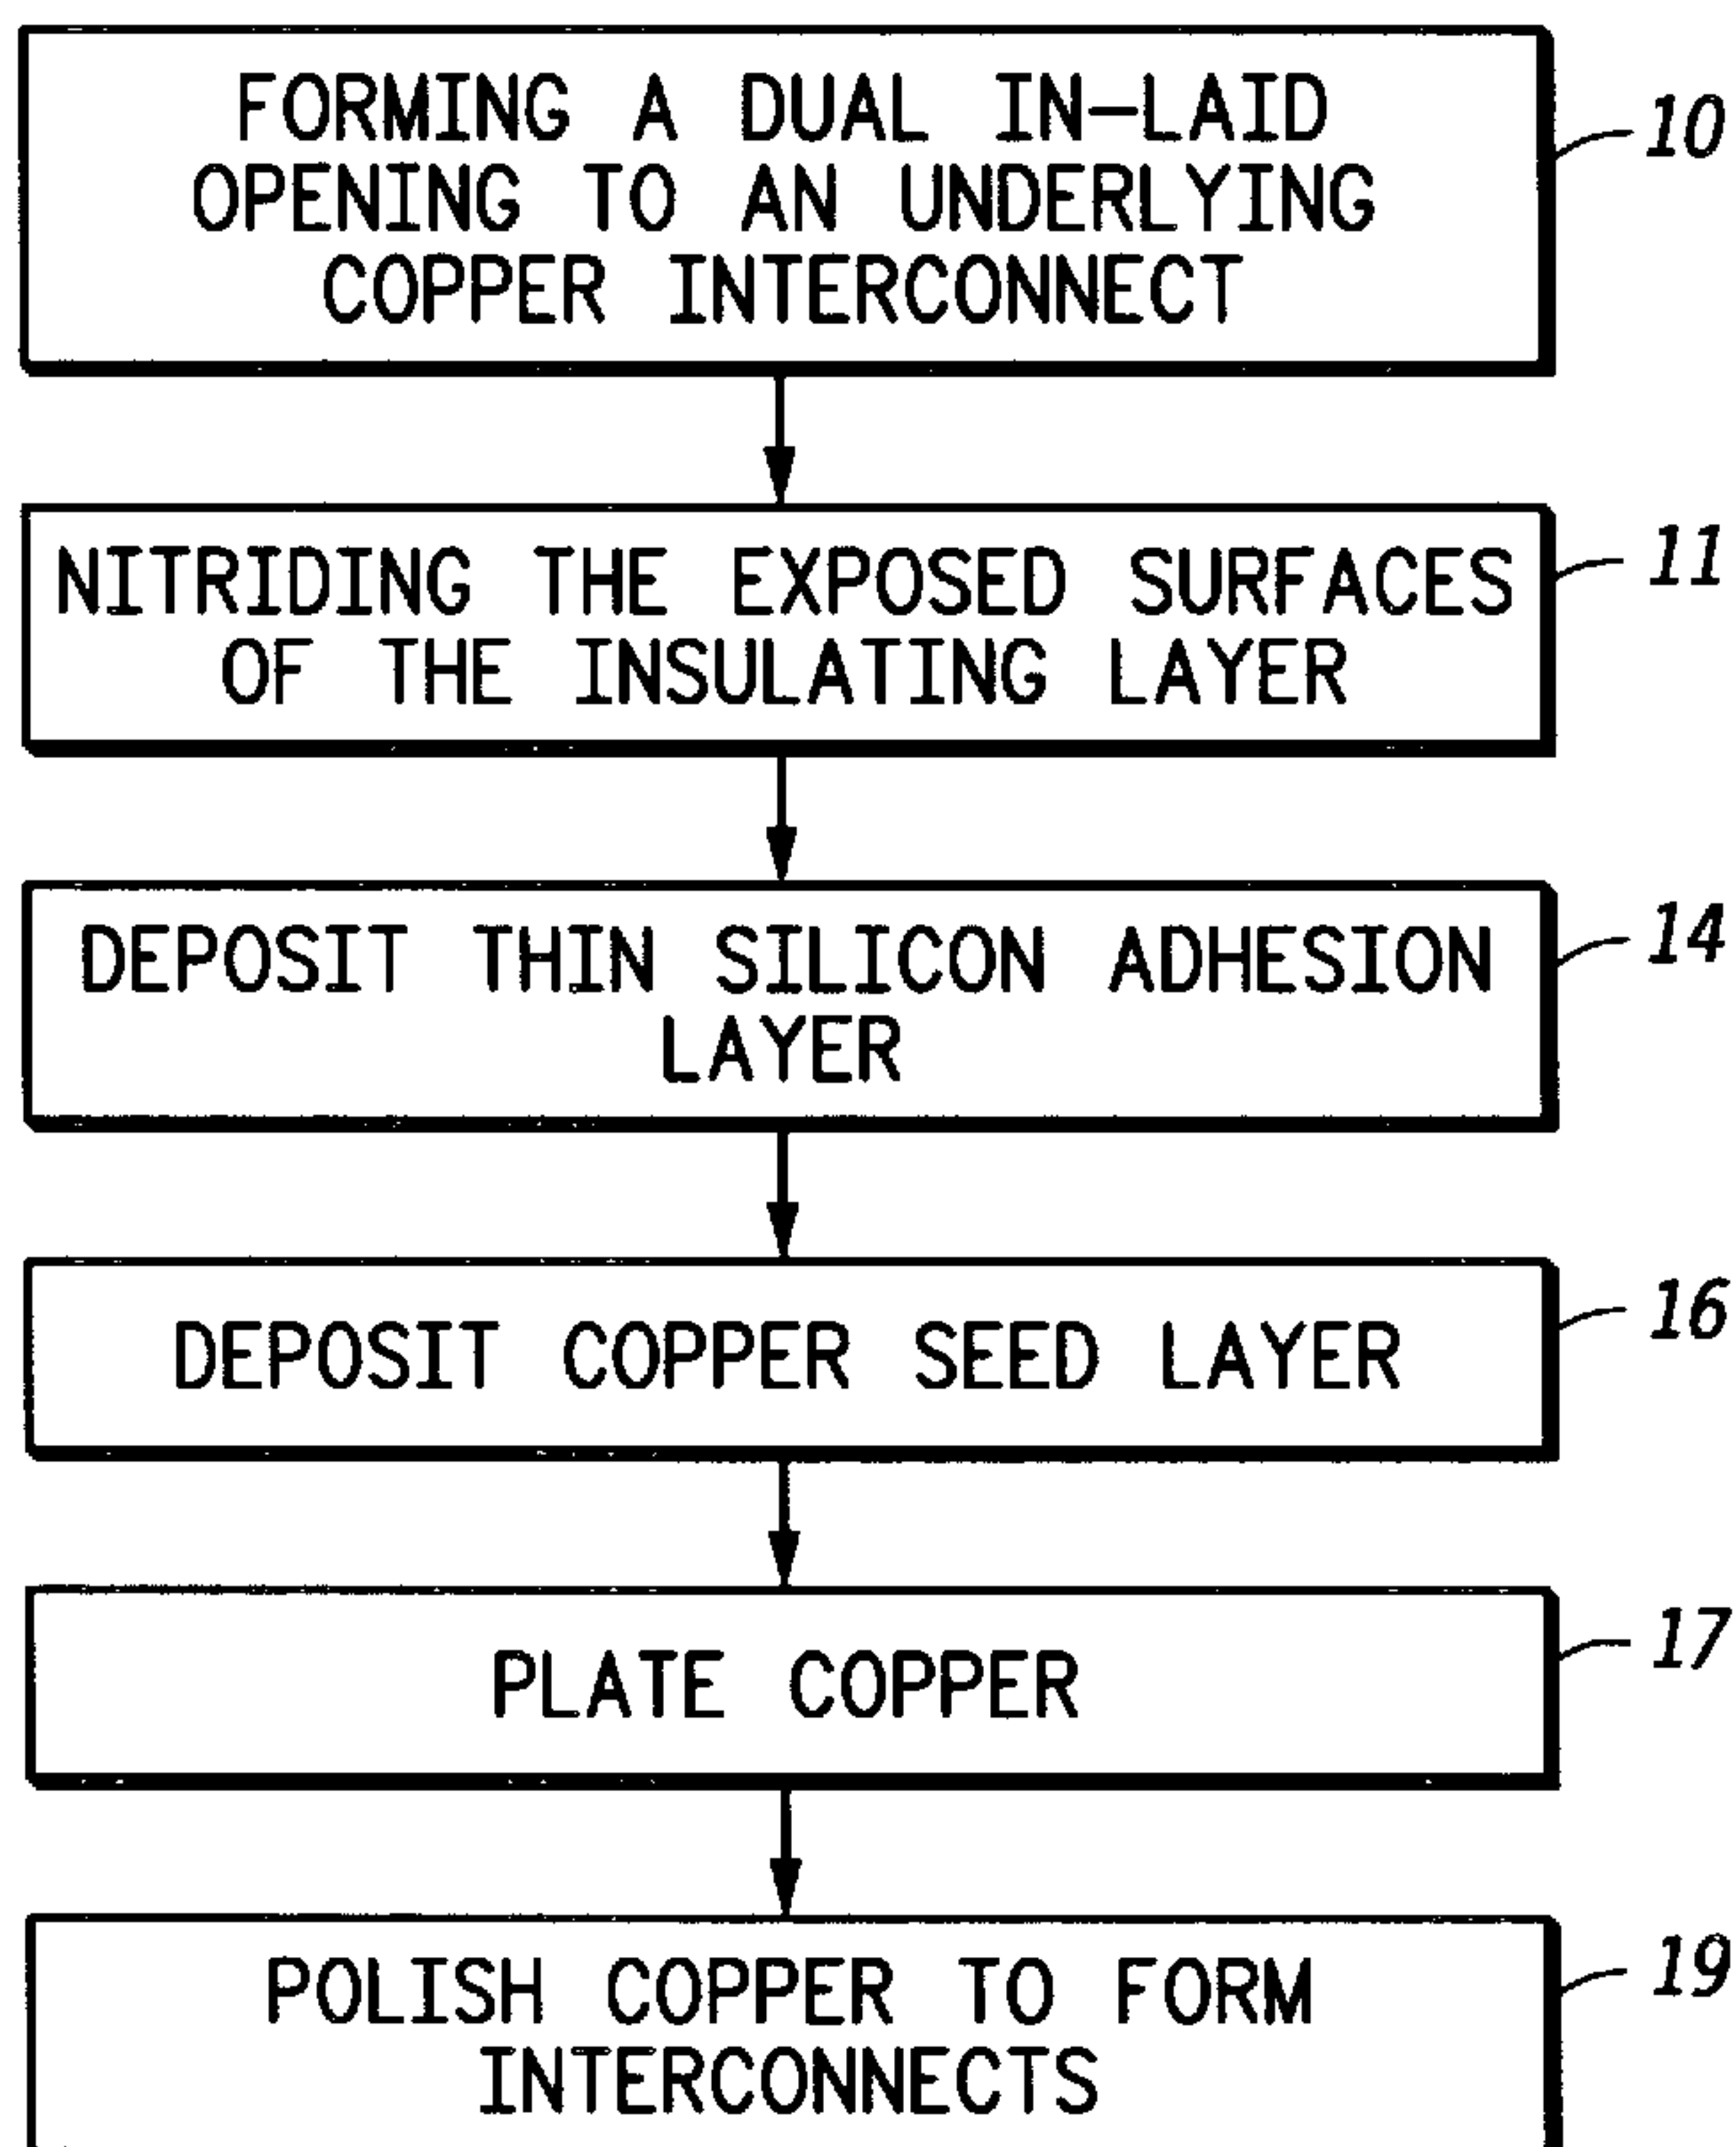 FORMING A DUAL IN-LAID
OPENING TO AN UNDERLYING
COPPER INTERCONNECT
10
NITRIDING THE EXPOSED SURFACES
OF THE INSULATING LAYER
11
DEPOSIT THIN SILICON ADHESION
LAYER
14
DEPOSIT COPPER SEED LAYER
16
PLATE COPPER
17
POLISH COPPER TO FORM
INTERCONNECTS
19